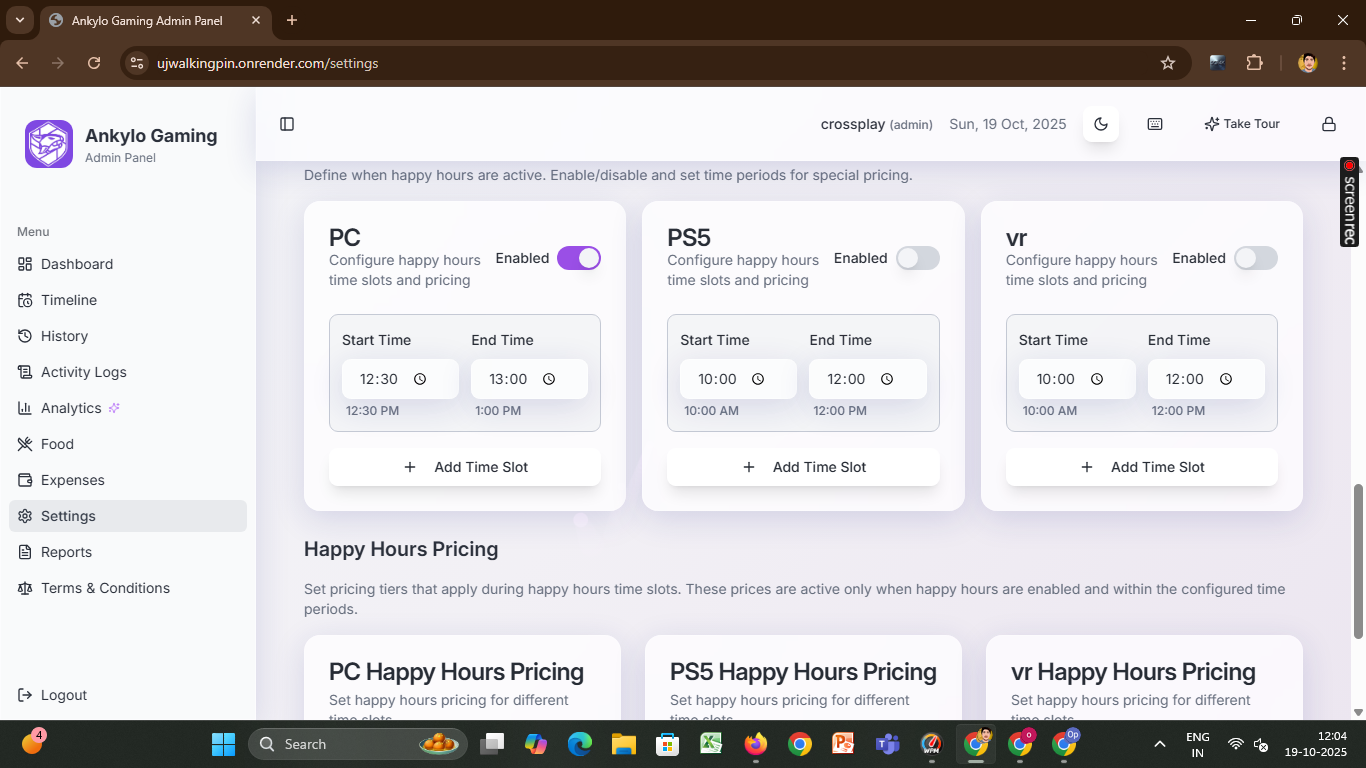 Ankylo Gaming Admin Panel
ujwalkingpin.onrender.com/settings
Ankylo Gaming
Admin Panel
crossplay (admin)
Sun, 19 Oct, 2025
Take Tour
Menu
Dashboard
Timeline
History
Activity Logs
Analytics
Food
Expenses
Settings
Reports
Terms & Conditions
Logout
Define when happy hours are active. Enable/disable and set time periods for special pricing.
PC
Configure happy hours
time slots and pricing
Enabled
Start Time
End Time
12:30
13:00
12:30 PM
1:00 PM
+ Add Time Slot
PS5
Configure happy hours
time slots and pricing
Enabled
Start Time
End Time
10:00
12:00
10:00 AM
12:00 PM
+ Add Time Slot
vr
Configure happy hours
time slots and pricing
Enabled
Start Time
End Time
10:00
12:00
10:00 AM
12:00 PM
+ Add Time Slot
Happy Hours Pricing
Set pricing tiers that apply during happy hours time slots. These prices are active only when happy hours are enabled and within the configured time
periods.
PC Happy Hours Pricing
Set happy hours pricing for different
time slots
PS5 Happy Hours Pricing
Set happy hours pricing for different
time slots
vr Happy Hours Pricing
Set happy hours pricing for different
time slots
screenrec
4
Search
WPM
o
Op
ENG
IN
12:04
19-10-2025